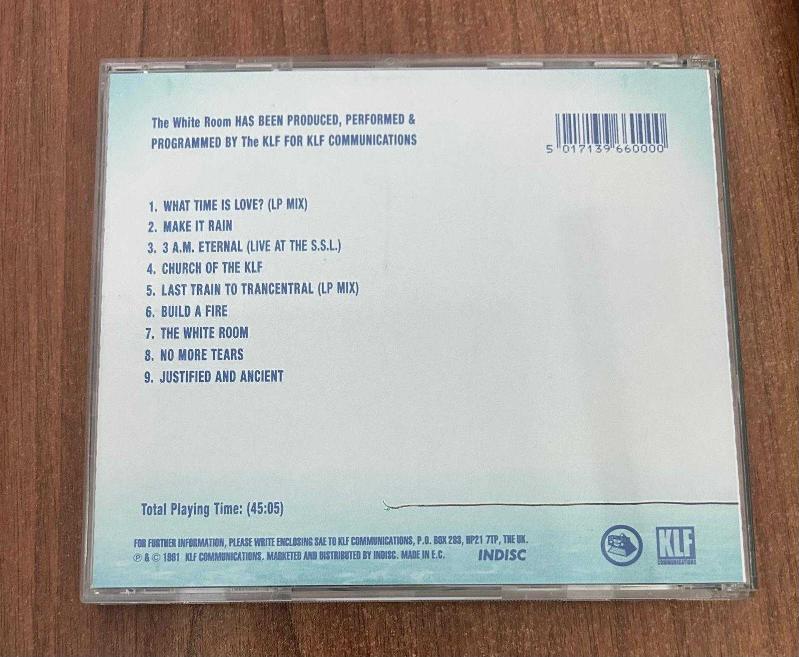 The White Room HAS BEEN PRODUCED, PERFORMED &
PROGRAMMED BY The KLF FOR KLF COMMUNICATIONS
5 017139 660000
1. WHAT TIME IS LOVE? (LP MIX)
2. MAKE IT RAIN
3. 3 A.M. ETERNAL (LIVE AT THE S.S.L.)
4. CHURCH OF THE KLF
5. LAST TRAIN TO TRANCENTRAL (LP MIX)
6. BUILD A FIRE
7. THE WHITE ROOM
8. NO MORE TEARS
9. JUSTIFIED AND ANCIENT
Total Playing Time: (45:05)
FOR FURTHER INFORMATION, PLEASE WRITE ENCLOSING SAE TO KLF COMMUNICATIONS, P.O. BOX 283, HP21 7TP, THE UK.
℗ & © 1991 KLF COMMUNICATIONS. MARKETED AND DISTRIBUTED BY INDISC. MADE IN E.C.
INDISC
KLF
COMMUNICATIONS